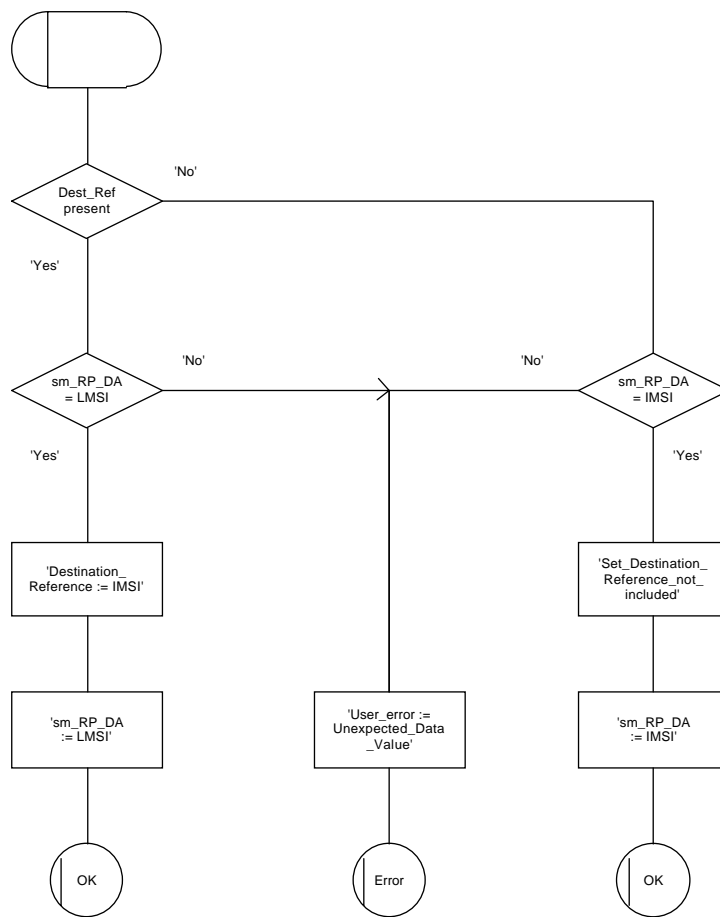 'No'
Dest_Ref
present
'Yes'
'No'
'No'
sm_RP_DA
= LMSI
sm_RP_DA
= IMSI
'Yes'
'Yes'
'Destination_
Reference := IMSI'
'Set_Destination_
Reference_not_
included'
'sm_RP_DA
:= LMSI'
'User_error :=
Unexpected_Data
_Value'
'sm_RP_DA
:= IMSI'
OK
Error
OK